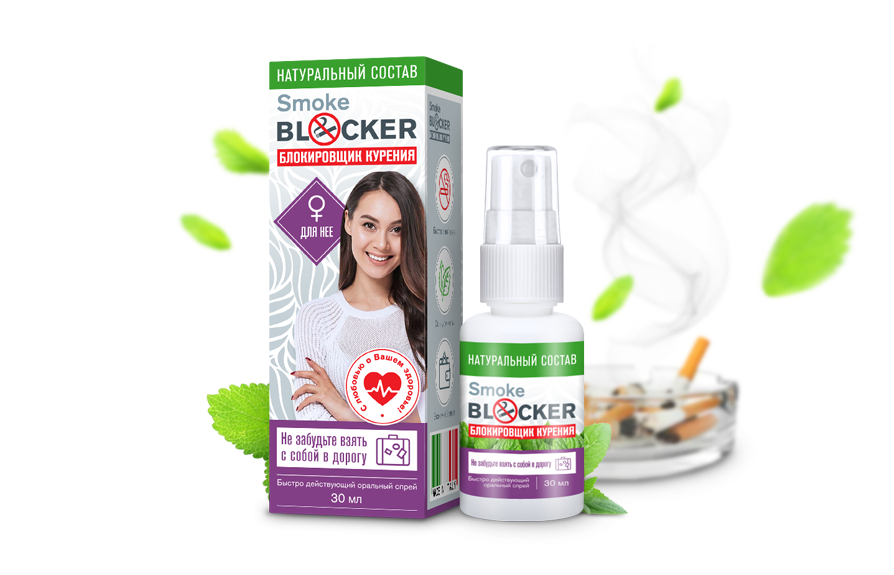 НАТУРАЛЬНЫЙ СОСТАВ
Smoke
BLOCKER
БЛОКИРОВЩИК КУРЕНИЯ
ДЛЯ НЕЕ
С любовью о Вашем здоровье!
Не забудьте взять
с собой в дорогу
Быстро действующий оральный спрей
30 мл
Smoke
BLOCKER
НАТУРАЛЬНЫЙ СОСТАВ
Smoke
BLOCKER
БЛОКИРОВЩИК КУРЕНИЯ
Не забудьте взять с собой в дорогу
Быстро действующий
оральный спрей
30 мл